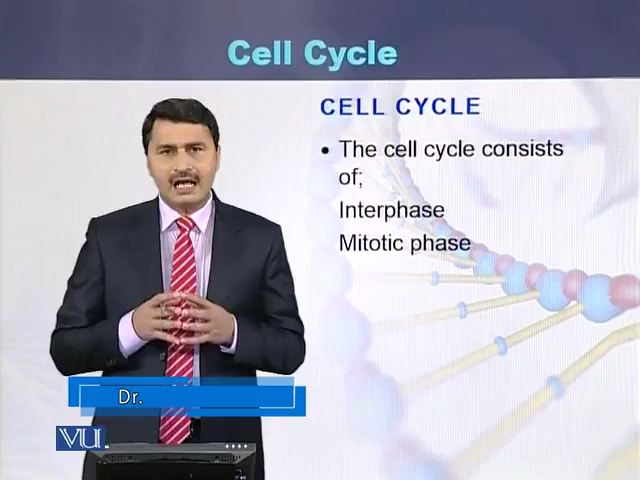 Cell Cycle
CELL CYCLE
• The cell cycle consists
of;
Interphase
Mitotic phase
Dr.
VU